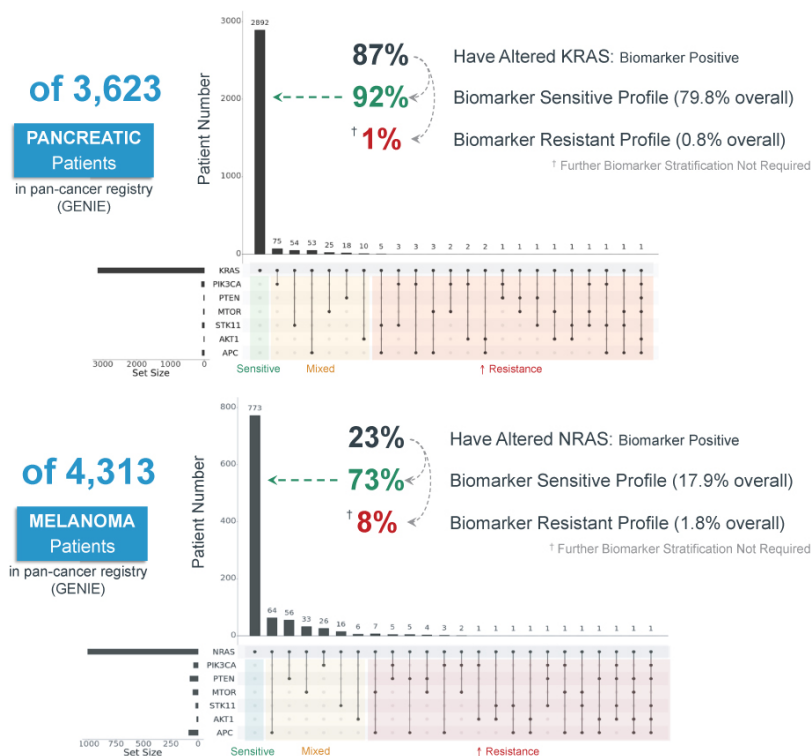 of 3,623
PANCREATIC
Patients
in pan-cancer registry
(GENIE)
Patient Number
3000
2000
1000
0
2892
75 54 53 25 18 10 5 3 3 3 2 2 2 1 1 1 1 1 1 1 1 1
87% Have Altered KRAS: Biomarker Positive
92% Biomarker Sensitive Profile (79.8% overall)
† 1% Biomarker Resistant Profile (0.8% overall)
† Further Biomarker Stratification Not Required
KRAS
PIK3CA
PTEN
MTOR
STK11
AKT1
APC
3000 2000 1000 0
Set Size
Sensitive Mixed ↑ Resistance
of 4,313
MELANOMA
Patients
in pan-cancer registry
(GENIE)
Patient Number
800
600
400
200
0
773
64 56 33 26 16 6 7 5 5 4 3 2 1 1 1 1 1 1 1 1 1 1 1
23% Have Altered NRAS: Biomarker Positive
73% Biomarker Sensitive Profile (17.9% overall)
† 8% Biomarker Resistant Profile (1.8% overall)
† Further Biomarker Stratification Not Required
NRAS
PIK3CA
PTEN
MTOR
STK11
AKT1
APC
1000 750 500 250 0
Set Size
Sensitive Mixed ↑ Resistance